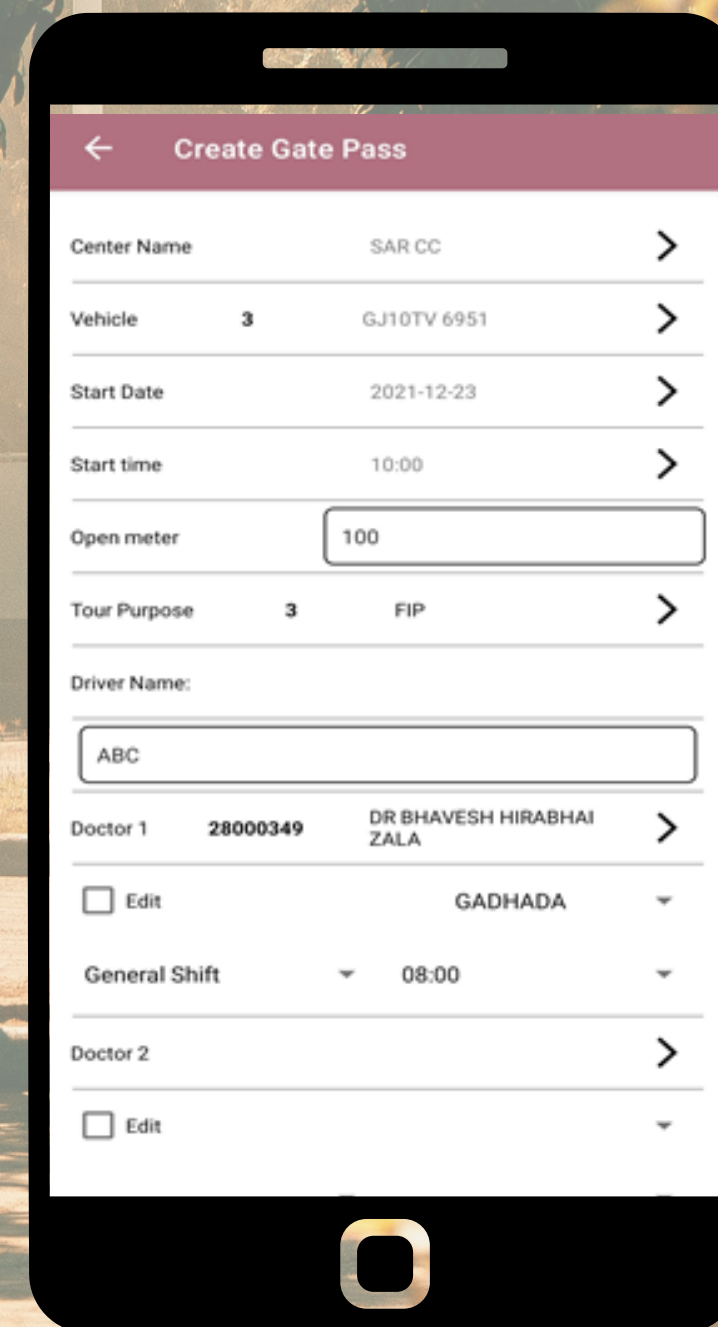 Create Gate Pass
Center Name SAR CC
Vehicle 3 GJ10TV 6951
Start Date 2021-12-23
Start time 10:00
Open meter 100
Tour Purpose 3 FIP
Driver Name:
ABC
Doctor 1 28000349 DR BHAVESH HIRABHAI
ZALA
Edit GADHADA
General Shift 08:00
Doctor 2
Edit